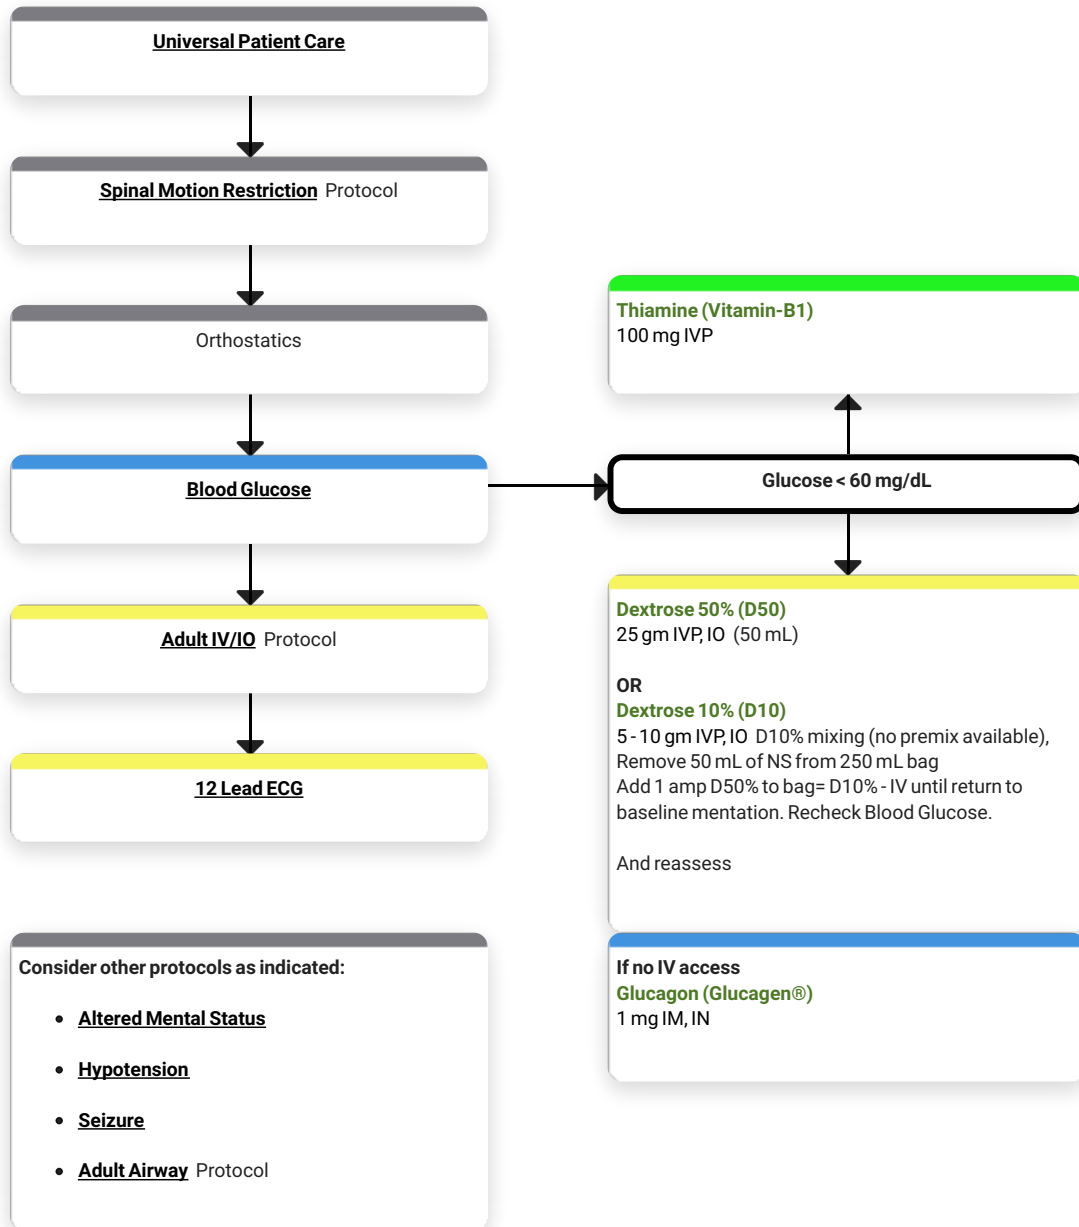 Universal Patient Care
Spinal Motion Restriction Protocol
Orthostatics
Blood Glucose
Adult IV/IO Protocol
12 Lead ECG
Consider other protocols as indicated:
• Altered Mental Status
• Hypotension
• Seizure
• Adult Airway Protocol
Thiamine (Vitamin-B1)
100 mg IVP
Glucose < 60 mg/dL
Dextrose 50% (D50)
25 gm IVP, IO (50 mL)
OR
Dextrose 10% (D10)
5 - 10 gm IVP, IO D10% mixing (no premix available),
Remove 50 mL of NS from 250 mL bag
Add 1 amp D50% to bag= D10% - IV until return to
baseline mentation. Recheck Blood Glucose.
And reassess
If no IV access
Glucagon (Glucagen®)
1 mg IM, IN